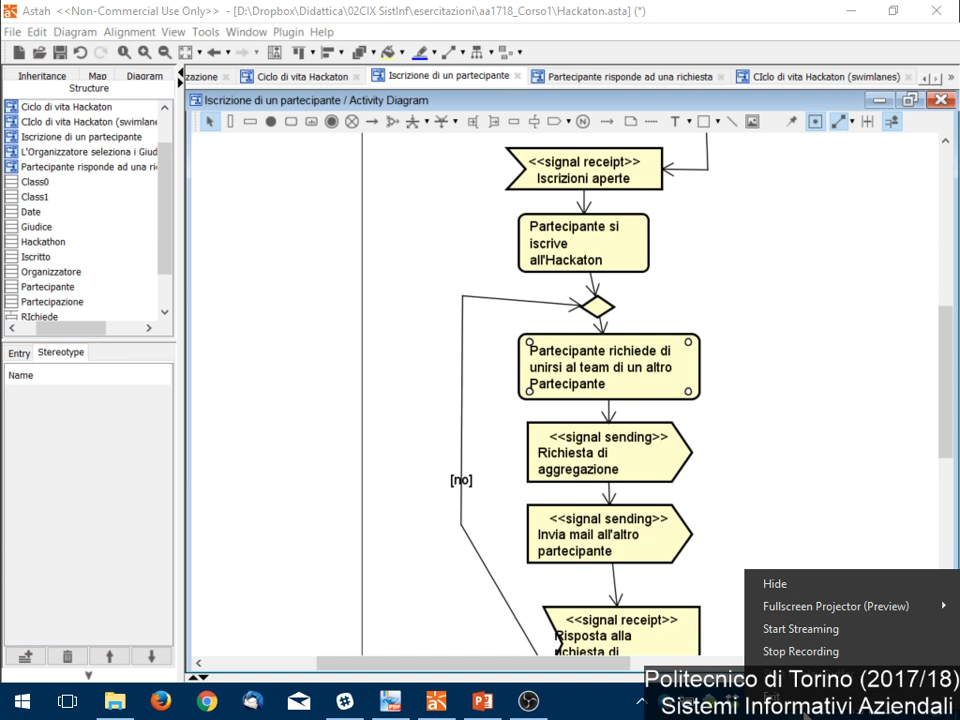 Astah <<Non-Commercial Use Only>> - [D:\Dropbox\Didattica\02CIX SistInf\esercitazioni\aa1718_Corso1\Hackaton.asta] (*)
File Edit Diagram Alignment View Tools Window Plugin Help
Inheritance Map Diagram
Structure
Ciclo di vita Hackaton
CIclo di vita Hackaton (swimlane
Iscrizione di un partecipante
L'Organizzatore seleziona i Giud
Partecipante risponde ad una ri
Class0
Class1
Date
Giudice
Hackathon
Iscritto
Organizzatore
Partecipante
Partecipazione
RIchiede
Entry Stereotype
Name
zazione
Ciclo di vita Hackaton
Iscrizione di un partecipante
Partecipante risponde ad una richiesta
CIclo di vita Hackaton (swimlanes)
Iscrizione di un partecipante / Activity Diagram
<<signal receipt>>
Iscrizioni aperte
Partecipante si
iscrive
all'Hackaton
Partecipante richiede di
unirsi al team di un altro
Partecipante
<<signal sending>>
Richiesta di
aggregazione
[no]
<<signal sending>>
Invia mail all'altro
partecipante
<<signal receipt>>
Risposta alla
richiesta di
Hide
Fullscreen Projector (Preview)
Start Streaming
Stop Recording
Politecnico di Torino (2017/18)
Sistemi Informativi Aziendali